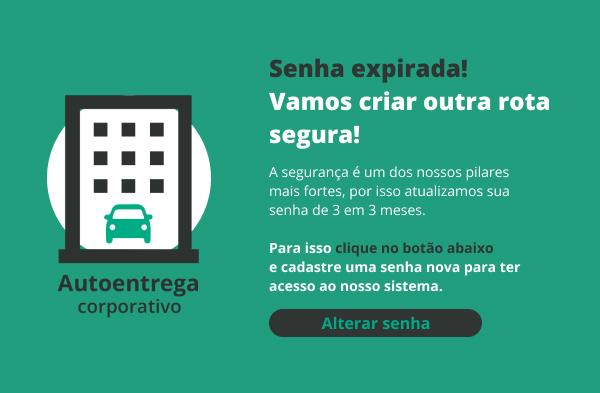 Senha expirada!
Vamos criar outra rota
segura!
A segurança é um dos nossos pilares
mais fortes, por isso atualizamos sua
senha de 3 em 3 meses.
Para isso clique no botão abaixo
e cadastre uma senha nova para ter
acesso ao nosso sistema.
Alterar senha
Autoentrega
corporativo